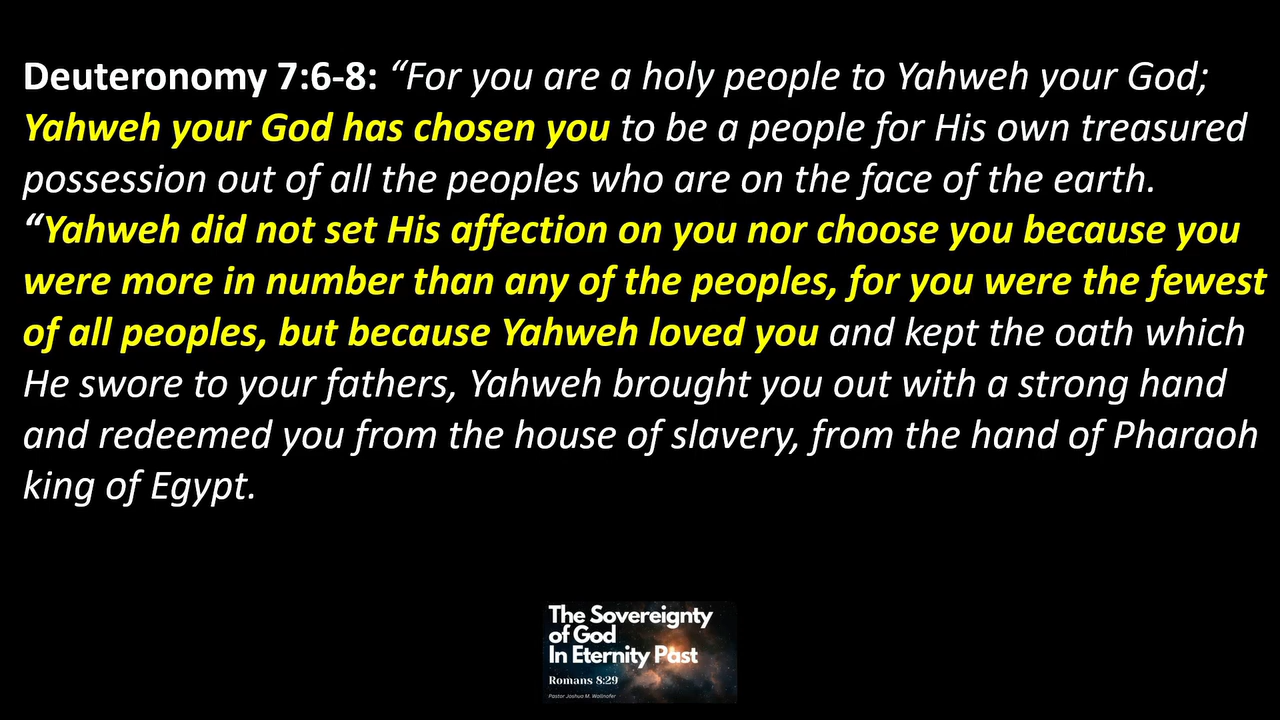 Deuteronomy 7:6-8: “For you are a holy people to Yahweh your God;
Yahweh your God has chosen you to be a people for His own treasured
possession out of all the peoples who are on the face of the earth.
“Yahweh did not set His affection on you nor choose you because you
were more in number than any of the peoples, for you were the fewest
of all peoples, but because Yahweh loved you and kept the oath which
He swore to your fathers, Yahweh brought you out with a strong hand
and redeemed you from the house of slavery, from the hand of Pharaoh
king of Egypt.
The Sovereignty
of God
In Eternity Past
Romans 8:29
Pastor Joshua M. Wallnofer